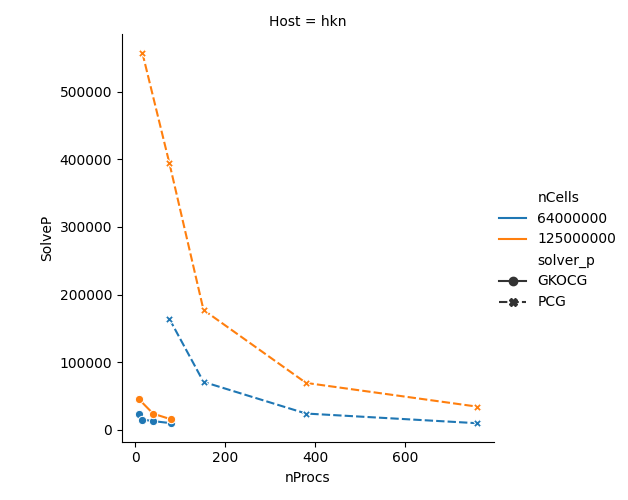 Host = hkn
SolveP
500000
400000
300000
200000
100000
0
0 200 400 600
nProcs
nCells
64000000
125000000
solver_p
GKOCG
PCG